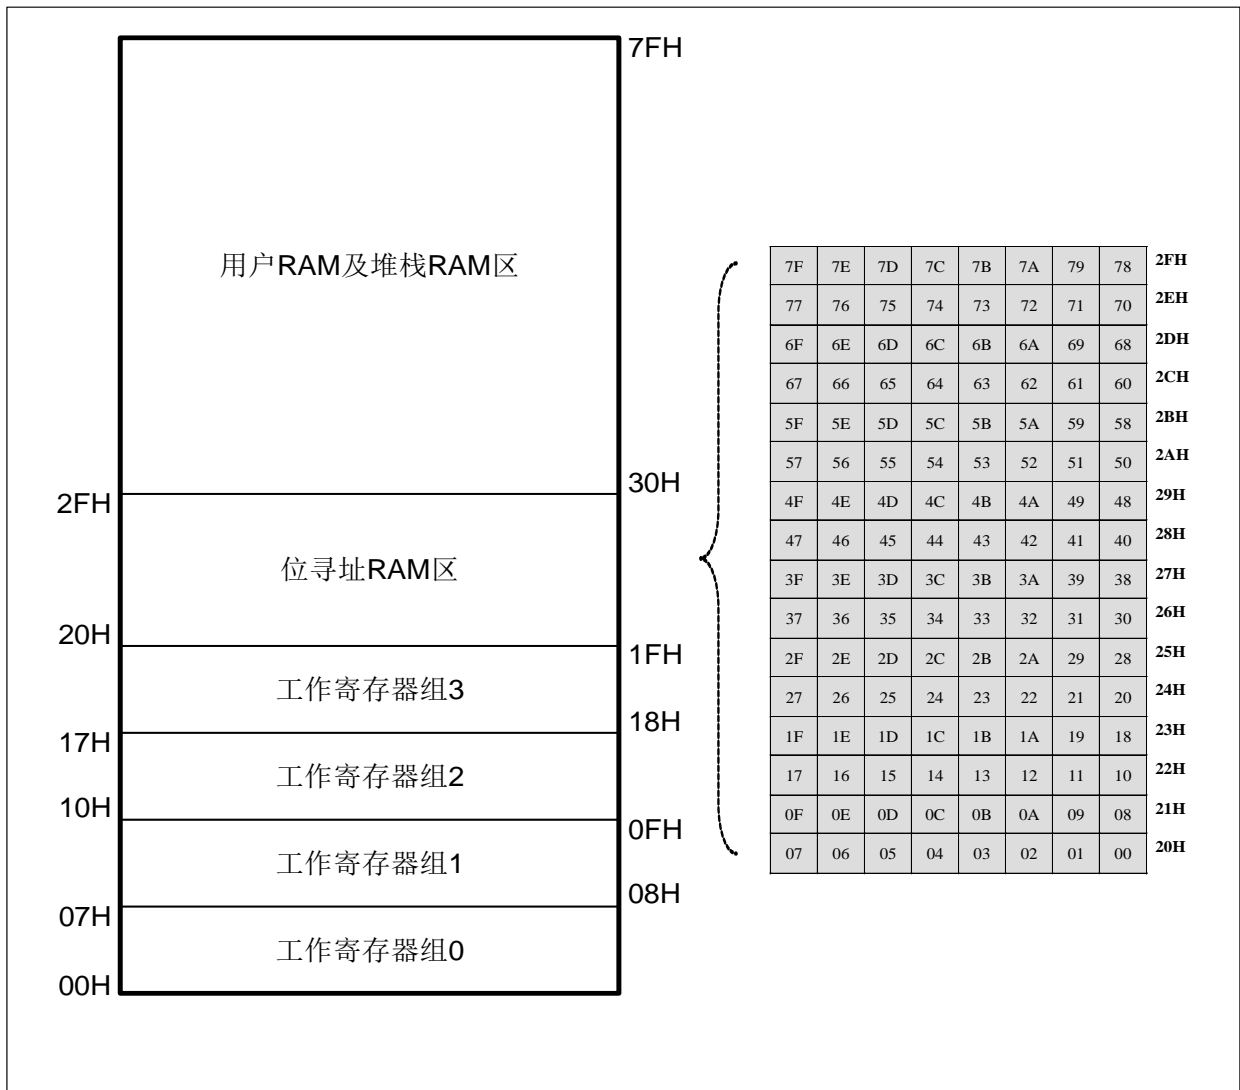 7FH
用户RAM及堆栈RAM区
30H
2FH
位寻址RAM区
20H
1FH
工作寄存器组3
18H
17H
工作寄存器组2
10H
0FH
工作寄存器组1
08H
07H
工作寄存器组0
00H
7F 7E 7D 7C 7B 7A 79 78 2FH
77 76 75 74 73 72 71 70 2EH
6F 6E 6D 6C 6B 6A 69 68 2DH
67 66 65 64 63 62 61 60 2CH
5F 5E 5D 5C 5B 5A 59 58 2BH
57 56 55 54 53 52 51 50 2AH
4F 4E 4D 4C 4B 4A 49 48 29H
47 46 45 44 43 42 41 40 28H
3F 3E 3D 3C 3B 3A 39 38 27H
37 36 35 34 33 32 31 30 26H
2F 2E 2D 2C 2B 2A 29 28 25H
27 26 25 24 23 22 21 20 24H
1F 1E 1D 1C 1B 1A 19 18 23H
17 16 15 14 13 12 11 10 22H
0F 0E 0D 0C 0B 0A 09 08 21H
07 06 05 04 03 02 01 00 20H